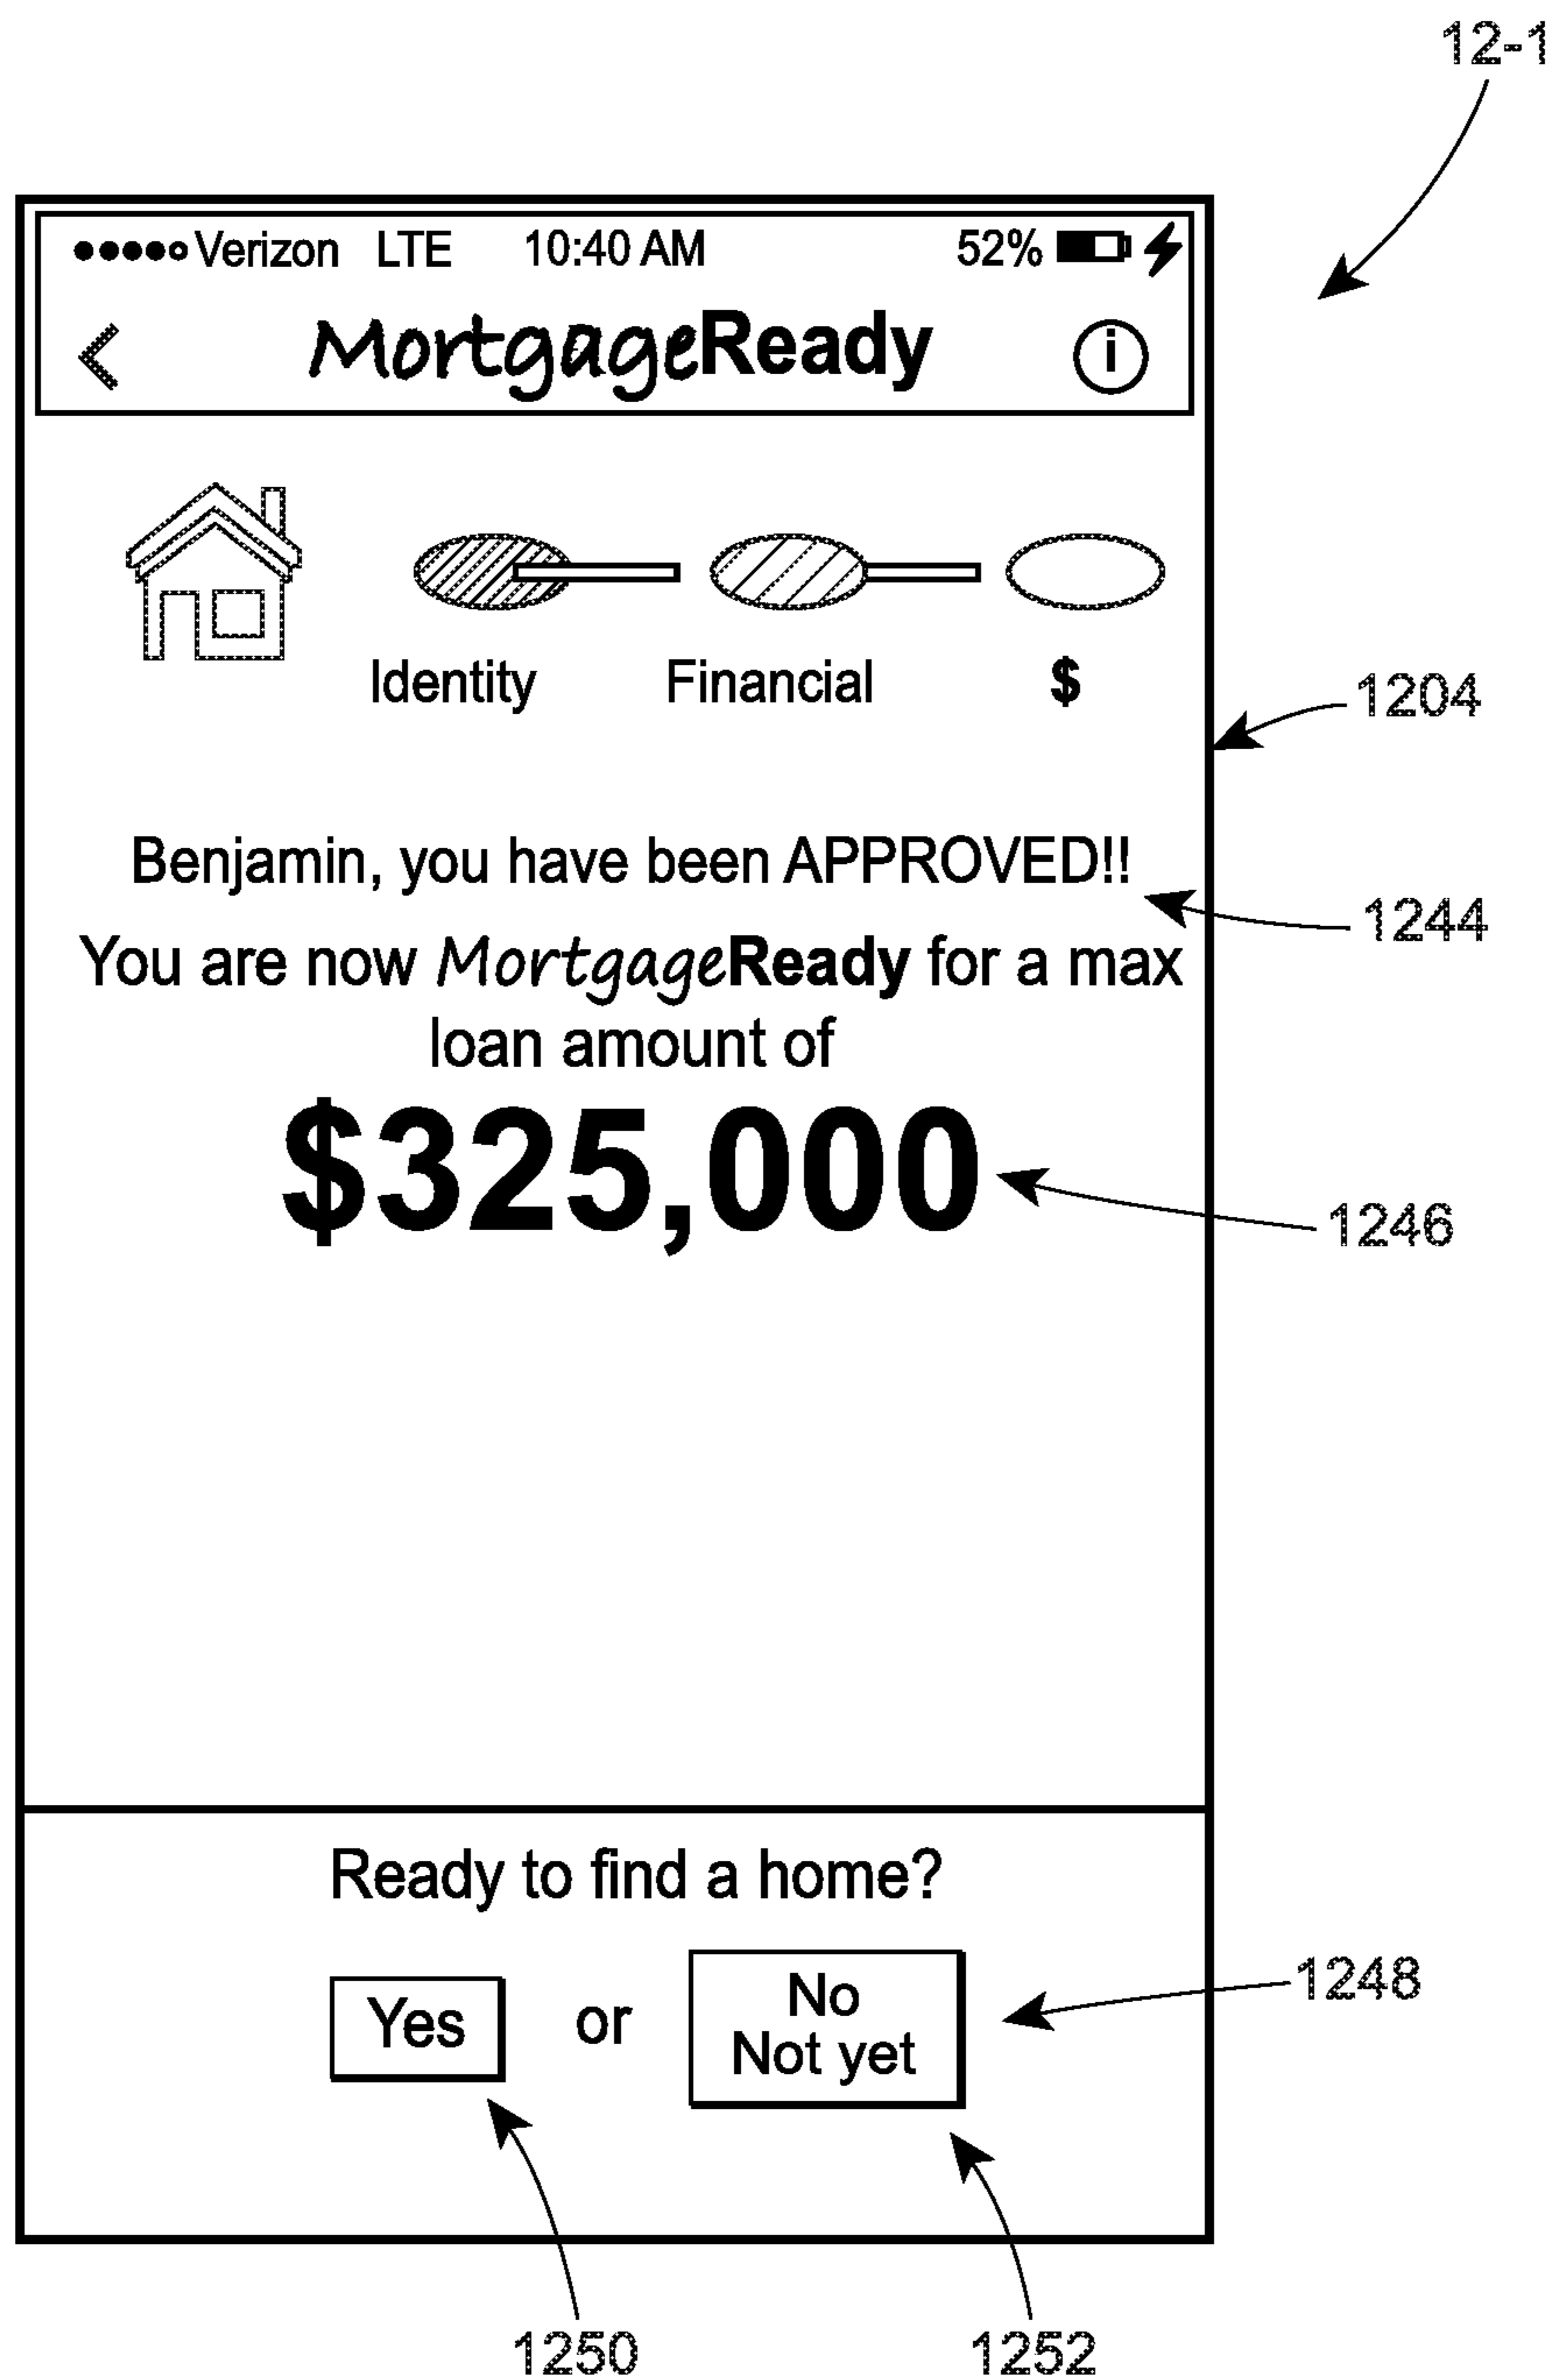 12-1
Verizon LTE 10:40 AM 52%
<
MortgageReady
i
Identity Financial $
1204
Benjamin, you have been APPROVED!!
1244
You are now MortgageReady for a max
loan amount of
$325,000
1246
Ready to find a home?
Yes or No
Not yet
1248
1250 1252